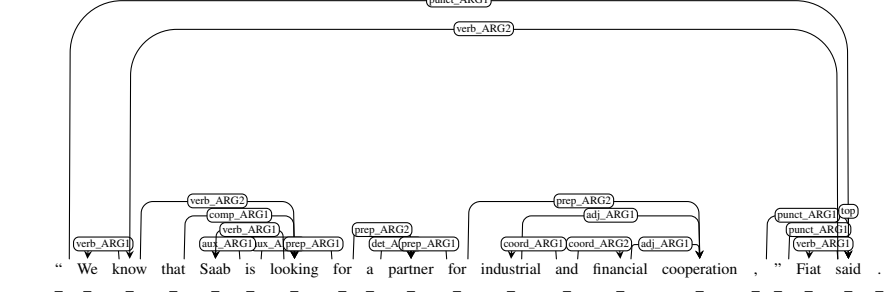 punct_ARG1
verb_ARG2
verb_ARG2 prep_ARG2
comp_ARG1 adj_ARG1 punct_ARG1 top
verb_ARG1 prep_ARG2 punct_ARG1
verb_ARG1 aux_ARG1 prep_ARG1 prep_ARG1 coord_ARG1 coord_ARG2 adj_ARG1 verb_ARG1
“ We know that Saab is looking for a partner for industrial and financial cooperation , ” Fiat said .